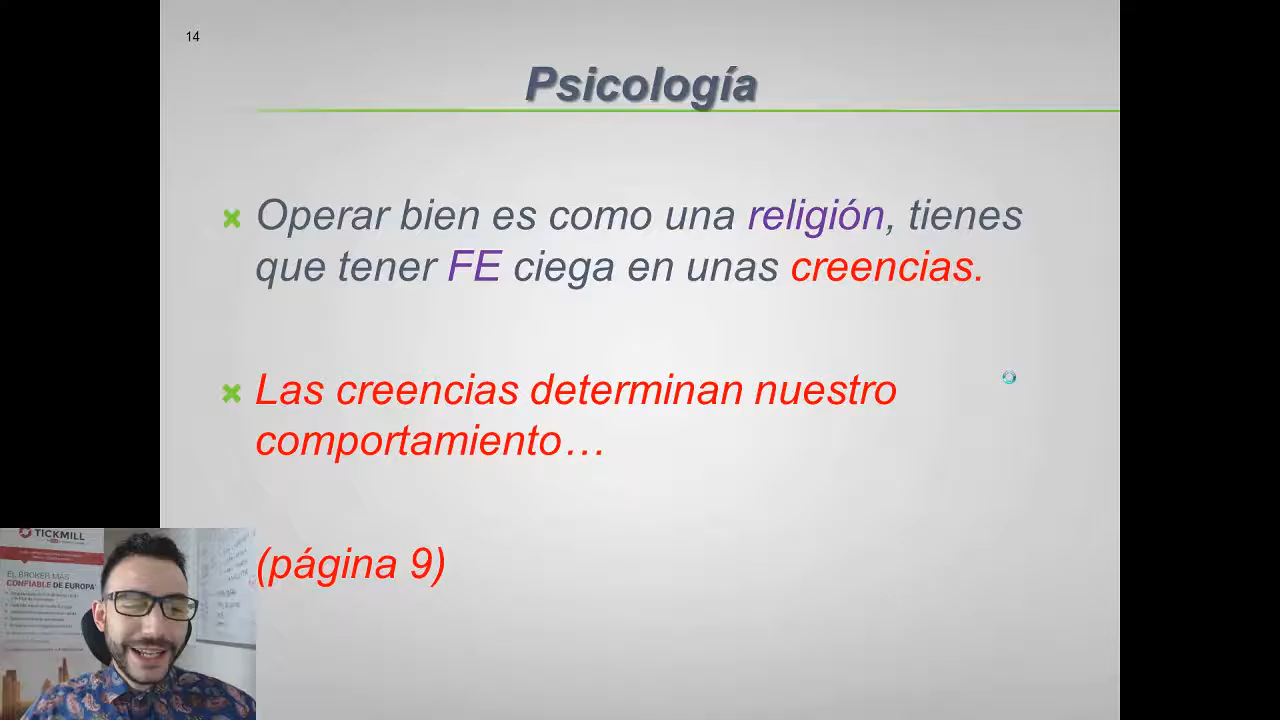 14
Psicología
Operar bien es como una religión, tienes
que tener FE ciega en unas creencias.
Las creencias determinan nuestro
comportamiento…
(página 9)
TICKMILL
EL BROKER MÁS
CONFIABLE DE EUROPA